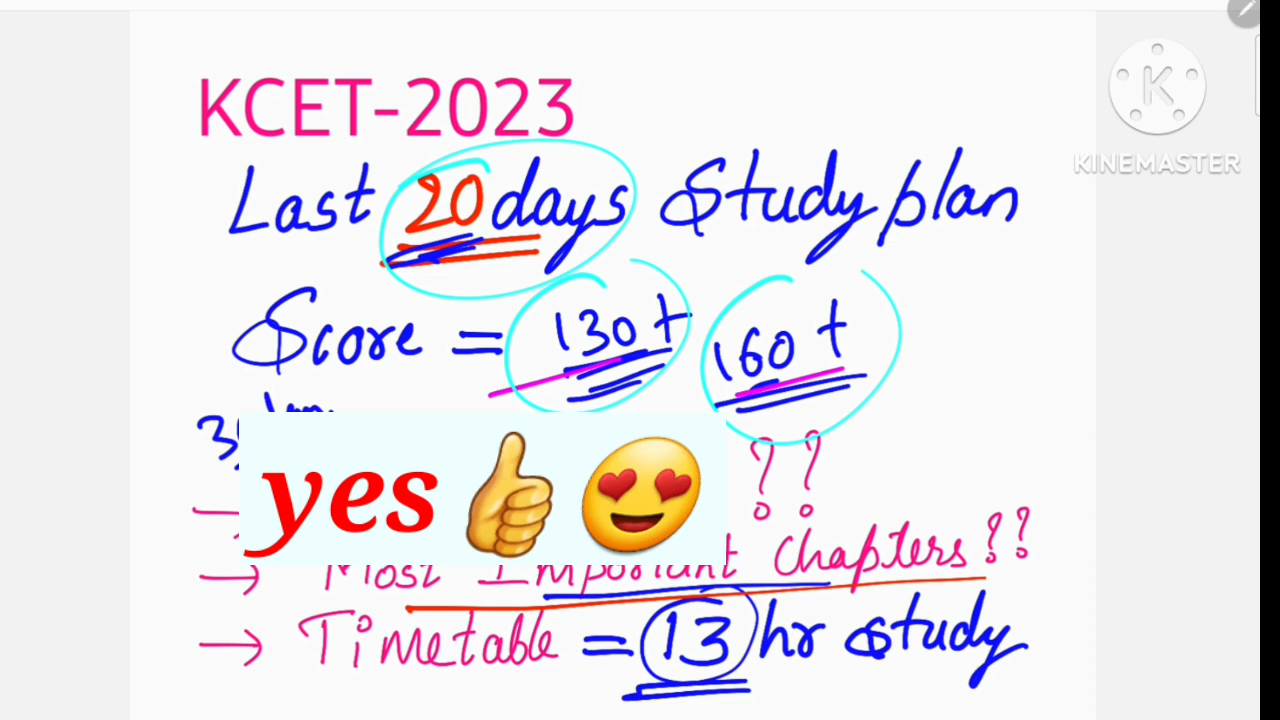 KCET-2023
K
KINEMASTER
Last 20 days Study plan
Score = 130+ 160+
yes
? ?
→ Most Important Chapters ??
→ Timetable = 13 hr study